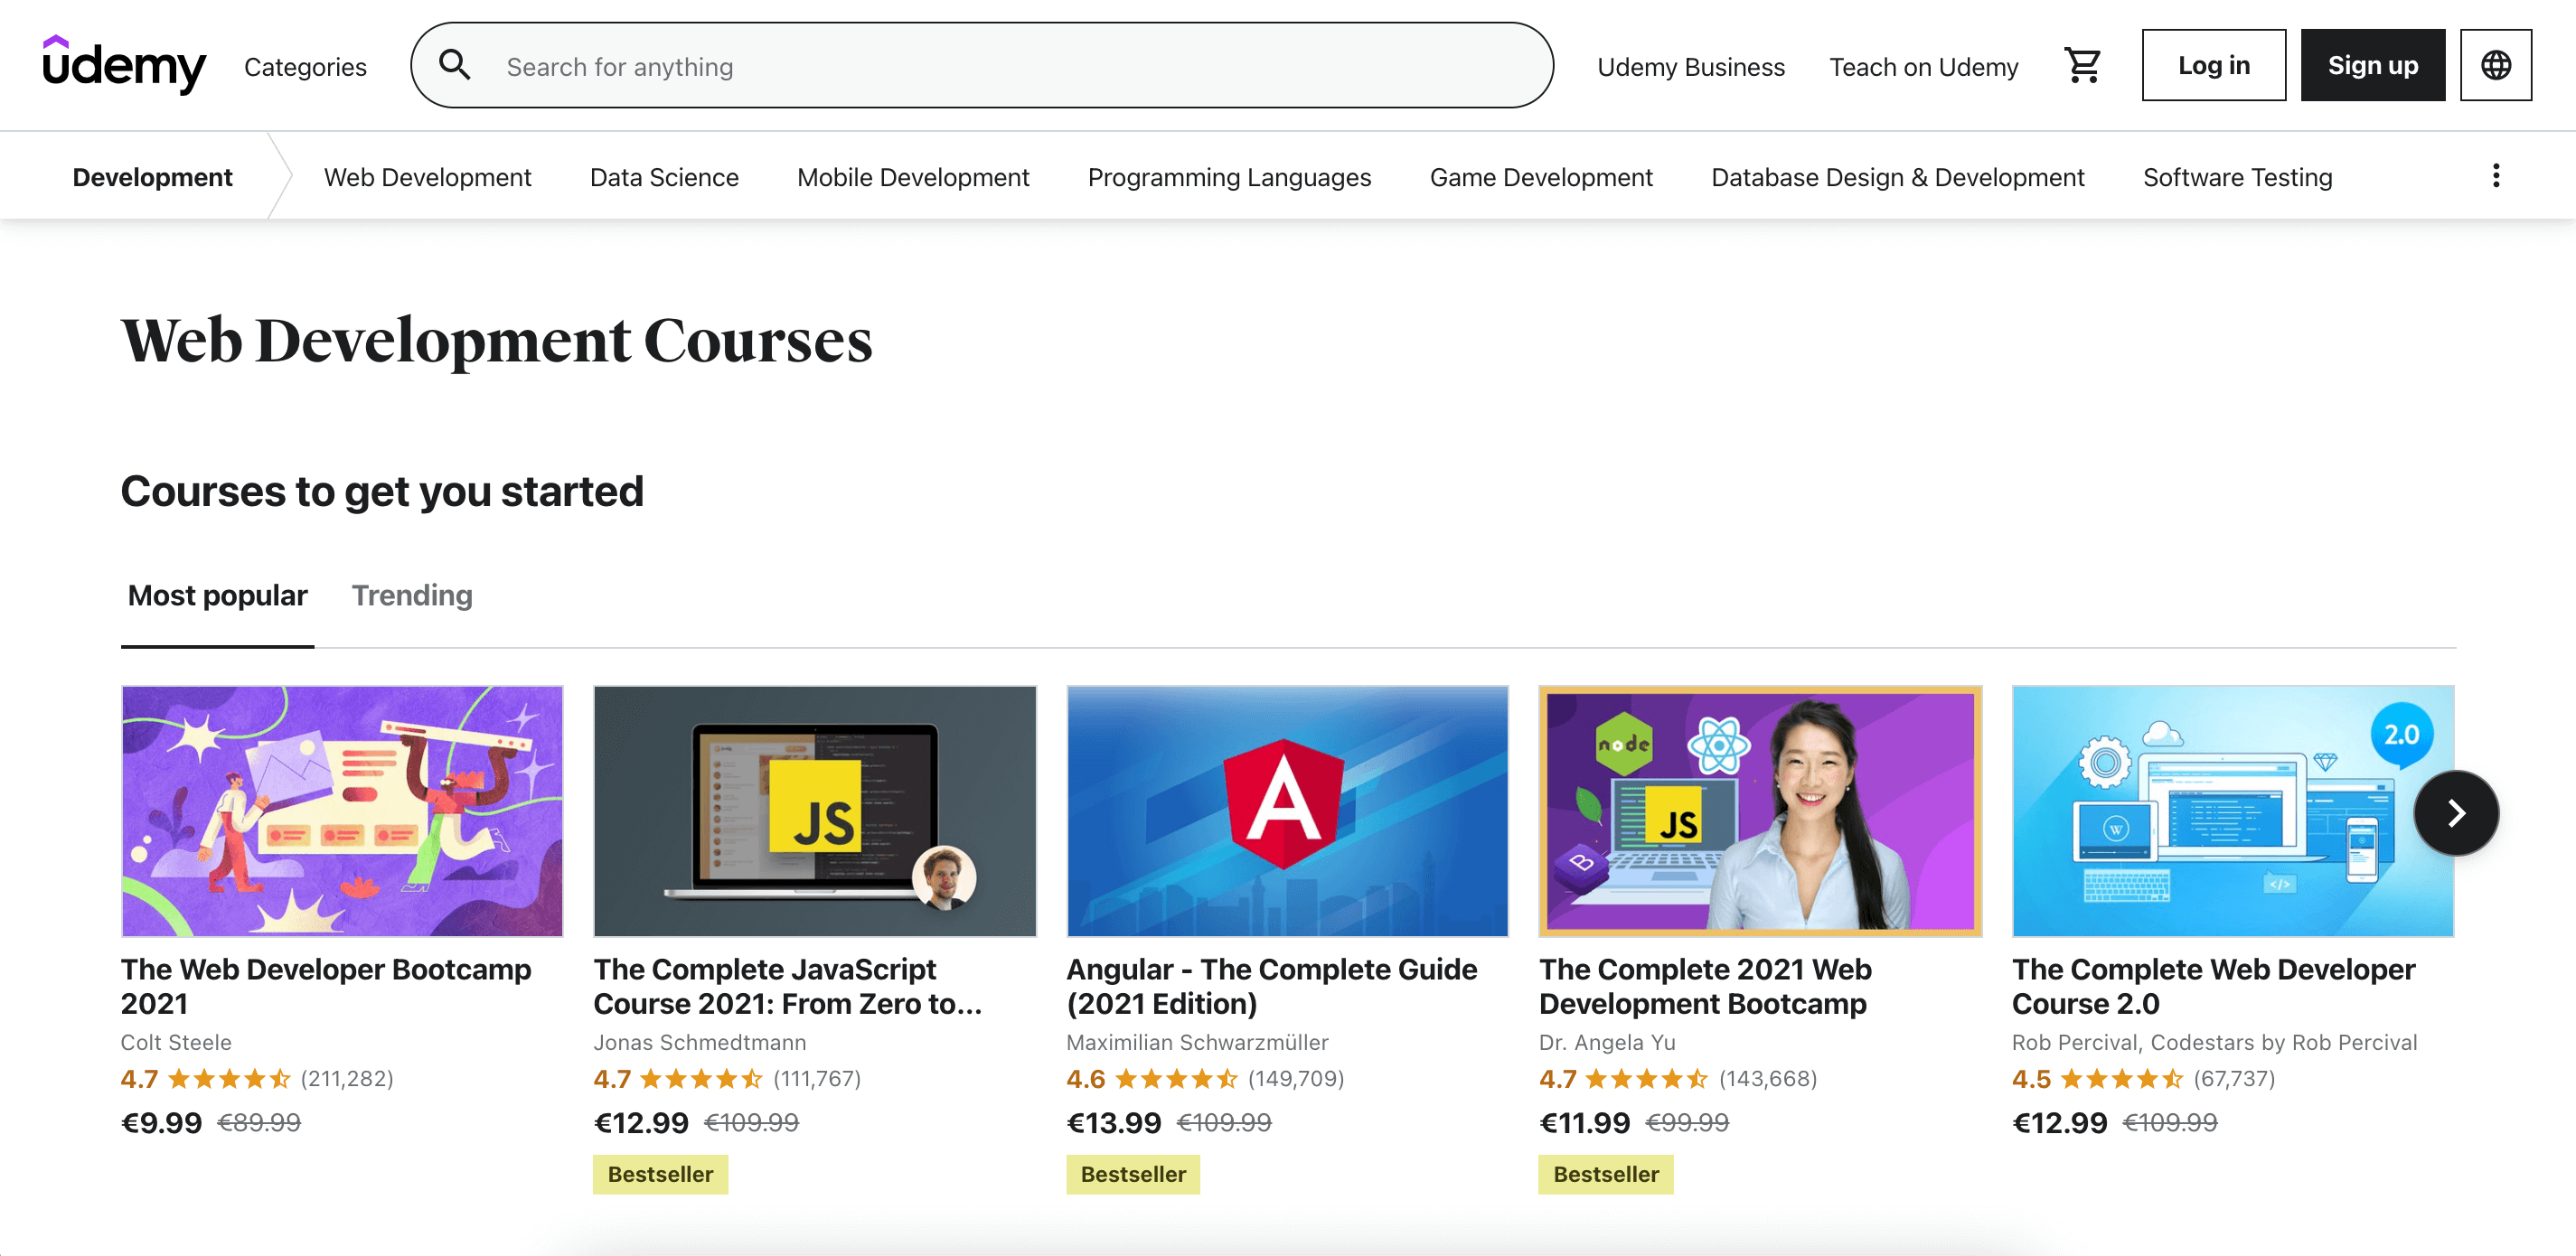 udemy
Categories
Search for anything
Udemy Business
Teach on Udemy
Log in
Sign up
Development
Web Development
Data Science
Mobile Development
Programming Languages
Game Development
Database Design & Development
Software Testing
Web Development Courses
Courses to get you started
Most popular
Trending
JS
A
node
JS
B
2.0
W
</>
The Web Developer Bootcamp
2021
Colt Steele
4.7 (211,282)
€9.99 €89.99
The Complete JavaScript
Course 2021: From Zero to...
Jonas Schmedtmann
4.7 (111,767)
€12.99 €109.99
Bestseller
Angular - The Complete Guide
(2021 Edition)
Maximilian Schwarzmüller
4.6 (149,709)
€13.99 €109.99
Bestseller
The Complete 2021 Web
Development Bootcamp
Dr. Angela Yu
4.7 (143,668)
€11.99 €99.99
Bestseller
The Complete Web Developer
Course 2.0
Rob Percival, Codestars by Rob Percival
4.5 (67,737)
€12.99 €109.99